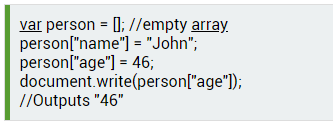 var person = []; //empty array
person["name"] = "John";
person["age"] = 46;
document.write(person["age"]);
//Outputs "46"